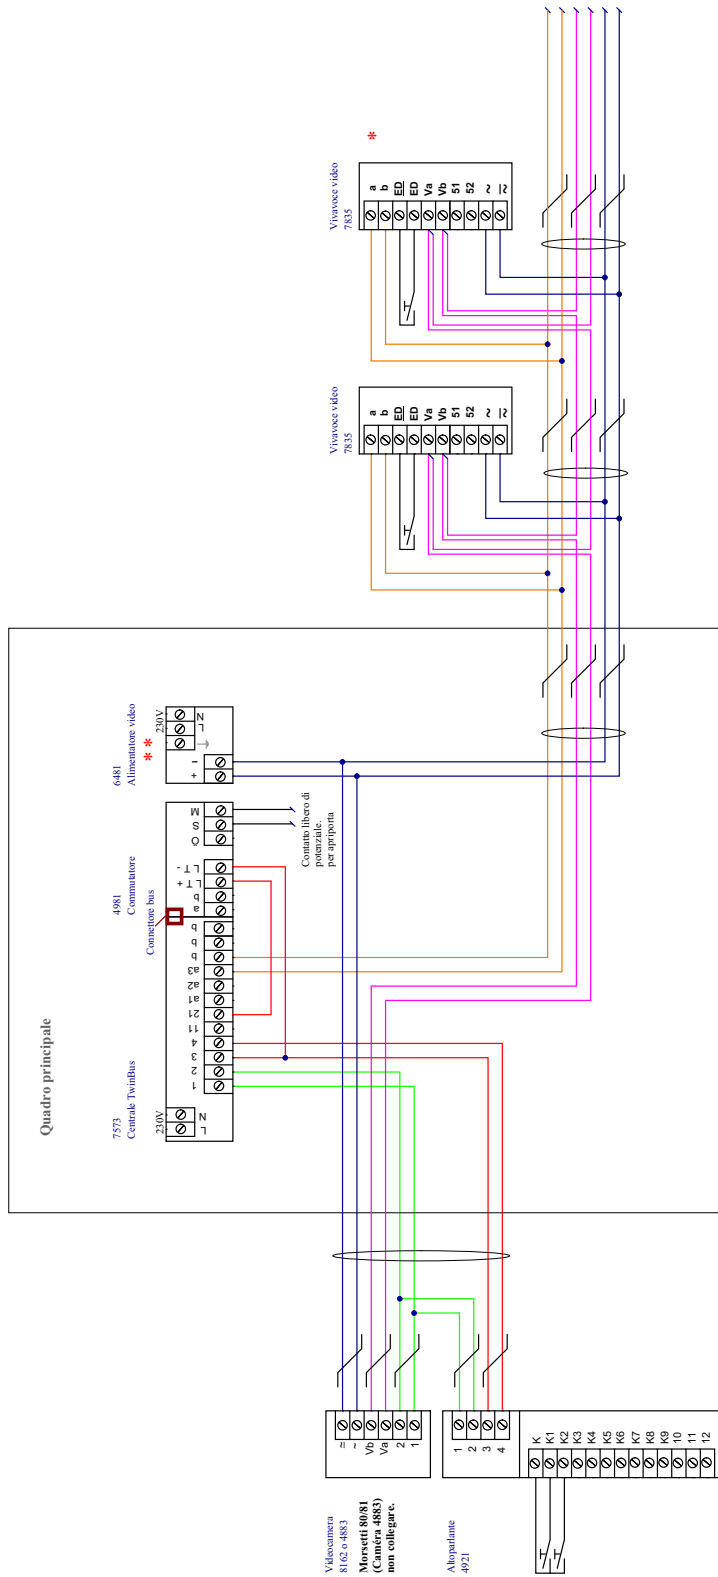 *
Vivavoce video
7835
a
b
ED
ED
Va
Vb
51
52
~
|~
Vivavoce video
7835
a
b
ED
ED
Va
Vb
51
52
~
|~
Quadro principale
6481
Alimentatore video
* *
230V
N
L
–
+
4981
Commutatore
Connettore bus
M
S
Ö
LT -
LT +
b
a
Contatto libero di
potenziale.
per apriporta
b
b
b
a3
a2
a1
21
11
4
3
2
1
7573
Centrale TwinBus
230V
N
L
Videocamera
8162 o 4883
Morsetti 80/81
(Caméra 4883)
non collegare.
~
Vb
Va
2
1
Altoparlante
4921
1
2
3
4
K
K1
K2
K3
K4
K5
K6
K7
K8
K9
10
11
12